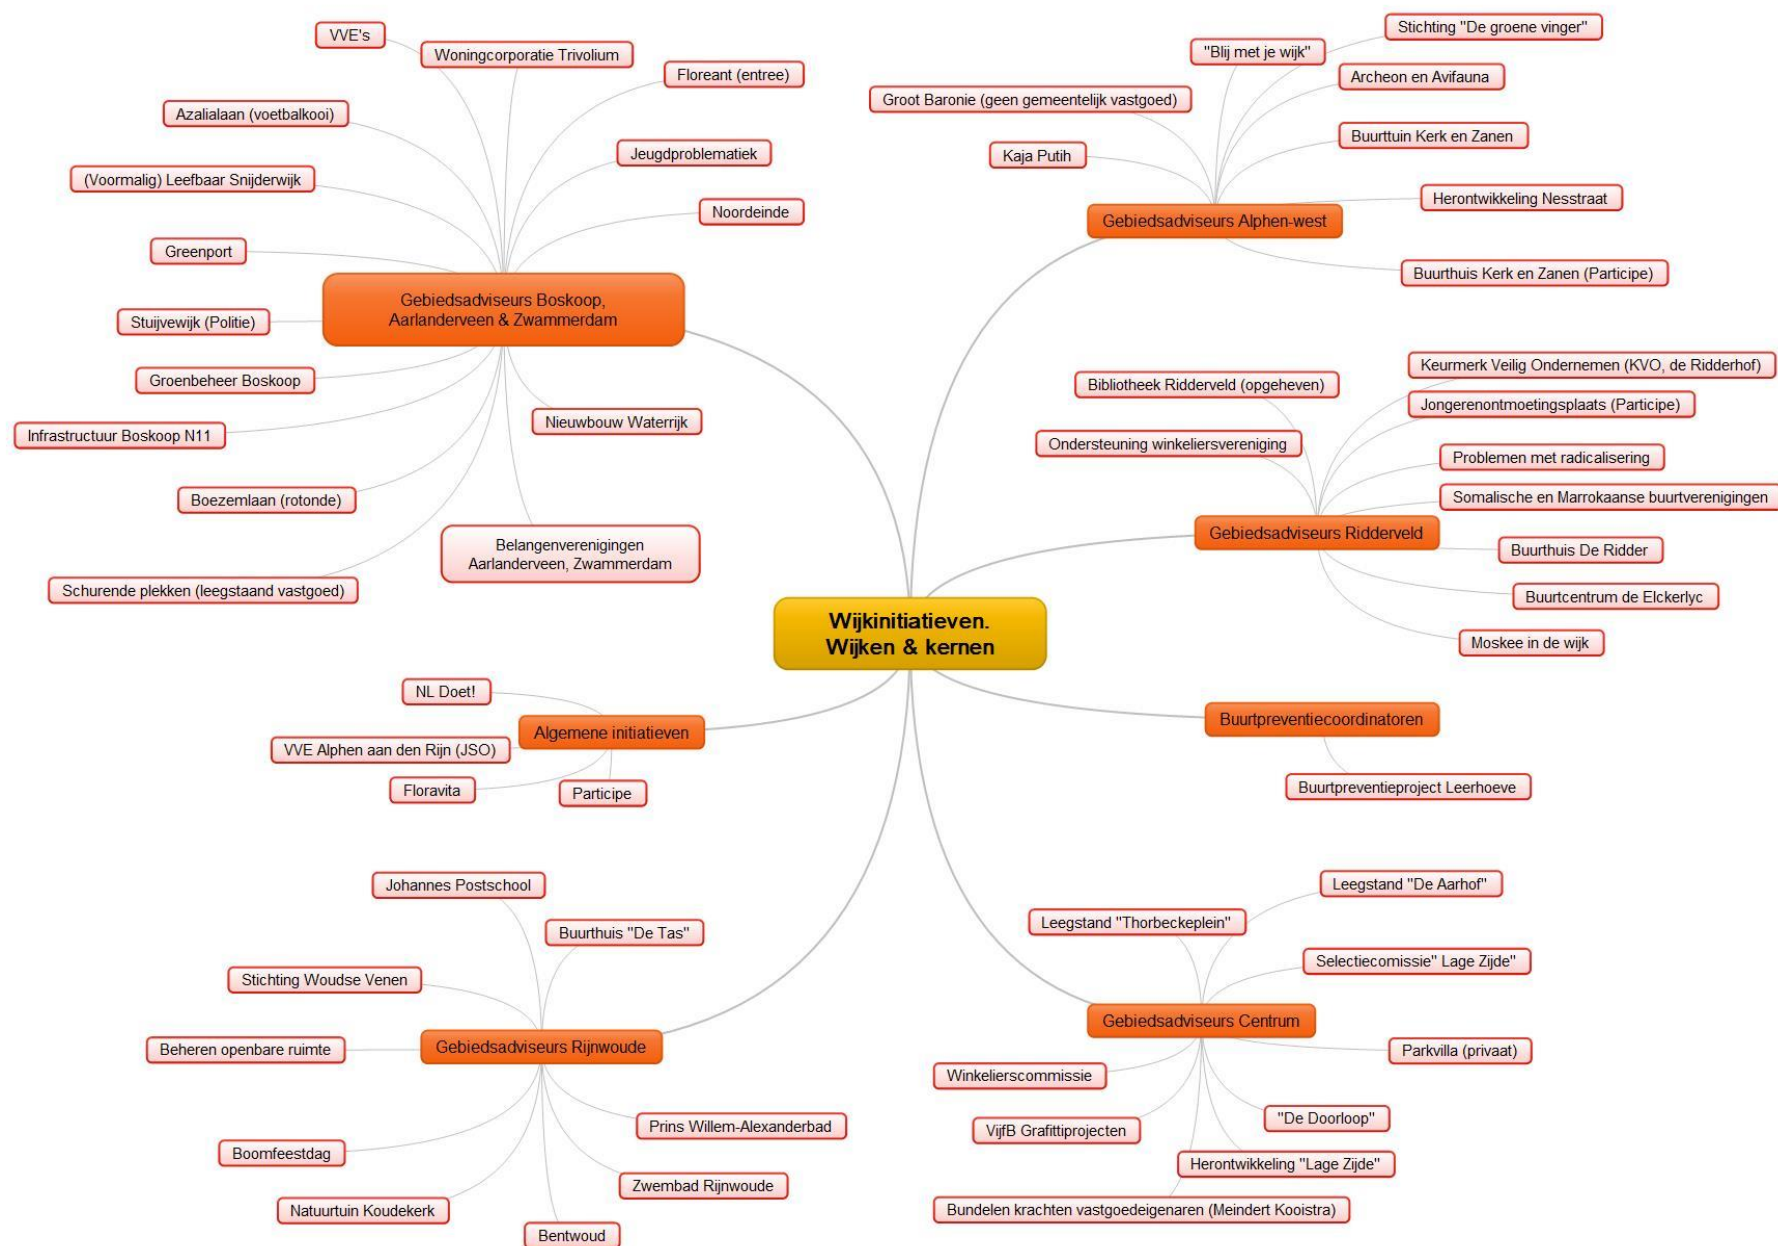 Wijkinitiatieven.
Wijken & kernen
Gebiedsadviseurs Boskoop,
Aarlanderveen & Zwammerdam
VVE's
Woningcorporatie Trivolium
Floreant (entree)
Azalialaan (voetbalkooi)
Jeugdproblematiek
(Voormalig) Leefbaar Snijderwijk
Noordeinde
Greenport
Stuijvewijk (Politie)
Groenbeheer Boskoop
Nieuwbouw Waterrijk
Infrastructuur Boskoop N11
Boezemlaan (rotonde)
Belangenverenigingen
Aarlanderveen, Zwammerdam
Schurende plekken (leegstaand vastgoed)
Gebiedsadviseurs Alphen-west
Stichting "De groene vinger"
"Blij met je wijk"
Archeon en Avifauna
Groot Baronie (geen gemeentelijk vastgoed)
Buurttuin Kerk en Zanen
Kaja Putih
Herontwikkeling Nesstraat
Buurthuis Kerk en Zanen (Participe)
Gebiedsadviseurs Ridderveld
Keurmerk Veilig Ondernemen (KVO, de Ridderhof)
Bibliotheek Ridderveld (opgeheven)
Jongerenontmoetingsplaats (Participe)
Ondersteuning winkeliersvereniging
Problemen met radicalisering
Somalische en Marrokaanse buurtverenigingen
Buurthuis De Ridder
Buurtcentrum de Elckerlyc
Moskee in de wijk
Algemene initiatieven
NL Doet!
VVE Alphen aan den Rijn (JSO)
Floravita
Participe
Buurtpreventiecoordinatoren
Buurtpreventieproject Leerhoeve
Gebiedsadviseurs Rijnwoude
Johannes Postschool
Buurthuis "De Tas"
Stichting Woudse Venen
Beheren openbare ruimte
Prins Willem-Alexanderbad
Boomfeestdag
Zwembad Rijnwoude
Natuurtuin Koudekerk
Bentwoud
Gebiedsadviseurs Centrum
Leegstand "De Aarhof"
Leegstand "Thorbeckeplein"
Selectiecomissie" Lage Zijde"
Parkvilla (privaat)
Winkelierscommissie
"De Doorloop"
VijfB Grafittiprojecten
Herontwikkeling "Lage Zijde"
Bundelen krachten vastgoedeigenaren (Meindert Kooistra)